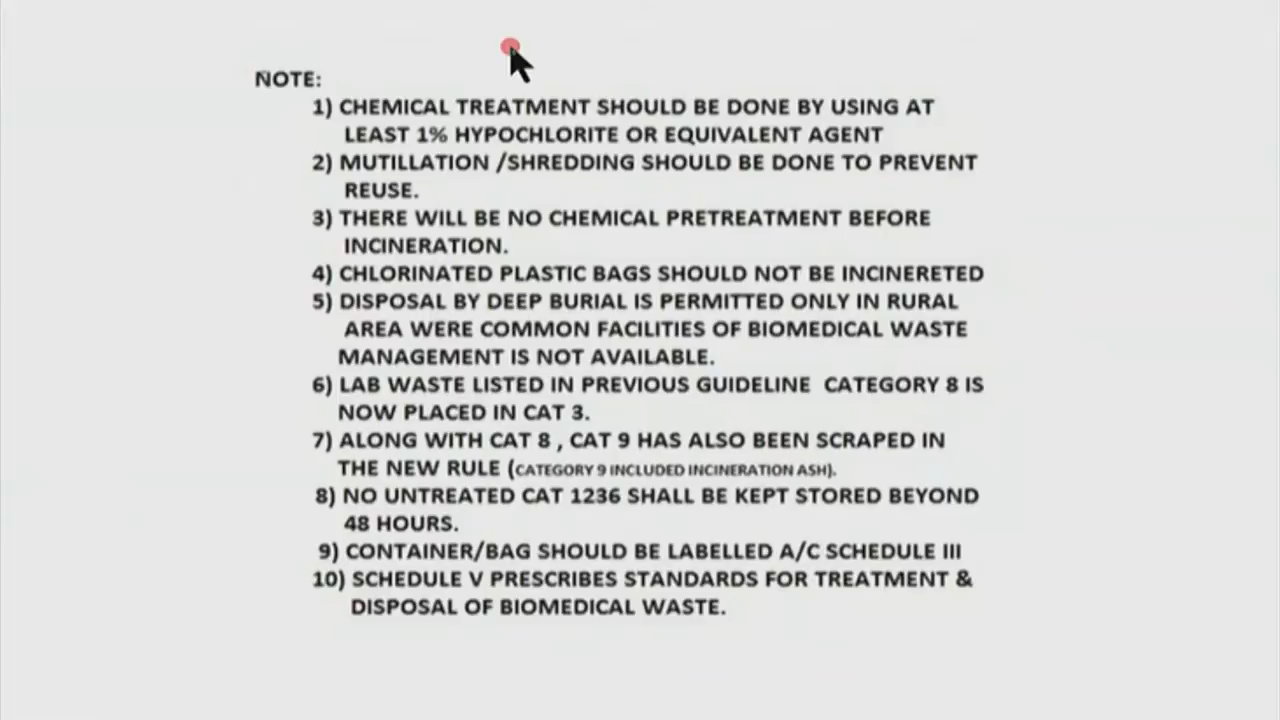 NOTE:
1) CHEMICAL TREATMENT SHOULD BE DONE BY USING AT
LEAST 1% HYPOCHLORITE OR EQUIVALENT AGENT
2) MUTILLATION /SHREDDING SHOULD BE DONE TO PREVENT
REUSE.
3) THERE WILL BE NO CHEMICAL PRETREATMENT BEFORE
INCINERATION.
4) CHLORINATED PLASTIC BAGS SHOULD NOT BE INCINERETED
5) DISPOSAL BY DEEP BURIAL IS PERMITTED ONLY IN RURAL
AREA WERE COMMON FACILITIES OF BIOMEDICAL WASTE
MANAGEMENT IS NOT AVAILABLE.
6) LAB WASTE LISTED IN PREVIOUS GUIDELINE CATEGORY 8 IS
NOW PLACED IN CAT 3.
7) ALONG WITH CAT 8 , CAT 9 HAS ALSO BEEN SCRAPED IN
THE NEW RULE (CATEGORY 9 INCLUDED INCINERATION ASH).
8) NO UNTREATED CAT 1236 SHALL BE KEPT STORED BEYOND
48 HOURS.
9) CONTAINER/BAG SHOULD BE LABELLED A/C SCHEDULE III
10) SCHEDULE V PRESCRIBES STANDARDS FOR TREATMENT &
DISPOSAL OF BIOMEDICAL WASTE.